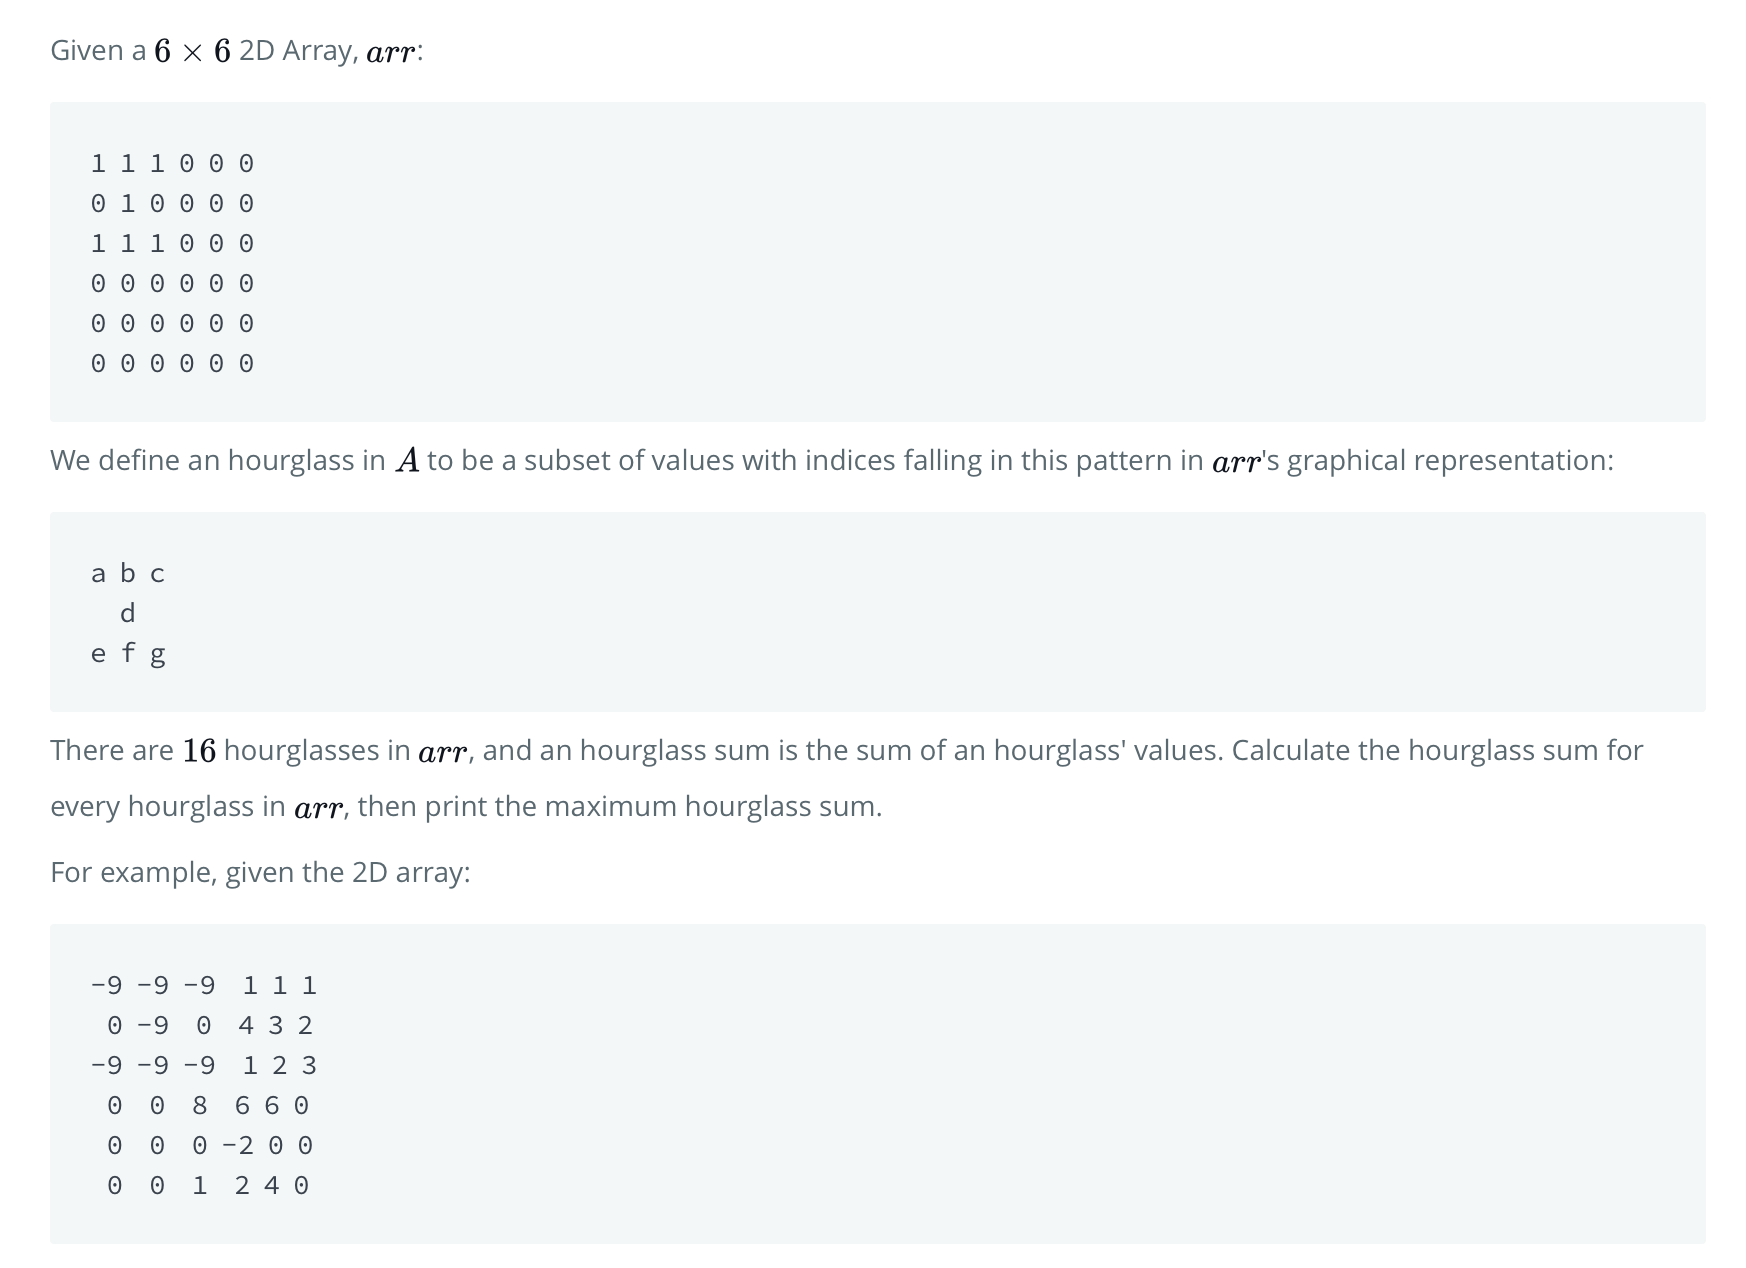 Given a 6 × 6 2D Array, arr:
1 1 1 0 0 0
0 1 0 0 0 0
1 1 1 0 0 0
0 0 0 0 0 0
0 0 0 0 0 0
0 0 0 0 0 0
We define an hourglass in A to be a subset of values with indices falling in this pattern in arr's graphical representation:
a b c
  d
e f g
There are 16 hourglasses in arr, and an hourglass sum is the sum of an hourglass' values. Calculate the hourglass sum for
every hourglass in arr, then print the maximum hourglass sum.
For example, given the 2D array:
-9 -9 -9  1 1 1
 0 -9  0  4 3 2
-9 -9 -9  1 2 3
 0  0  8  6 6 0
 0  0  0 -2 0 0
 0  0  1  2 4 0